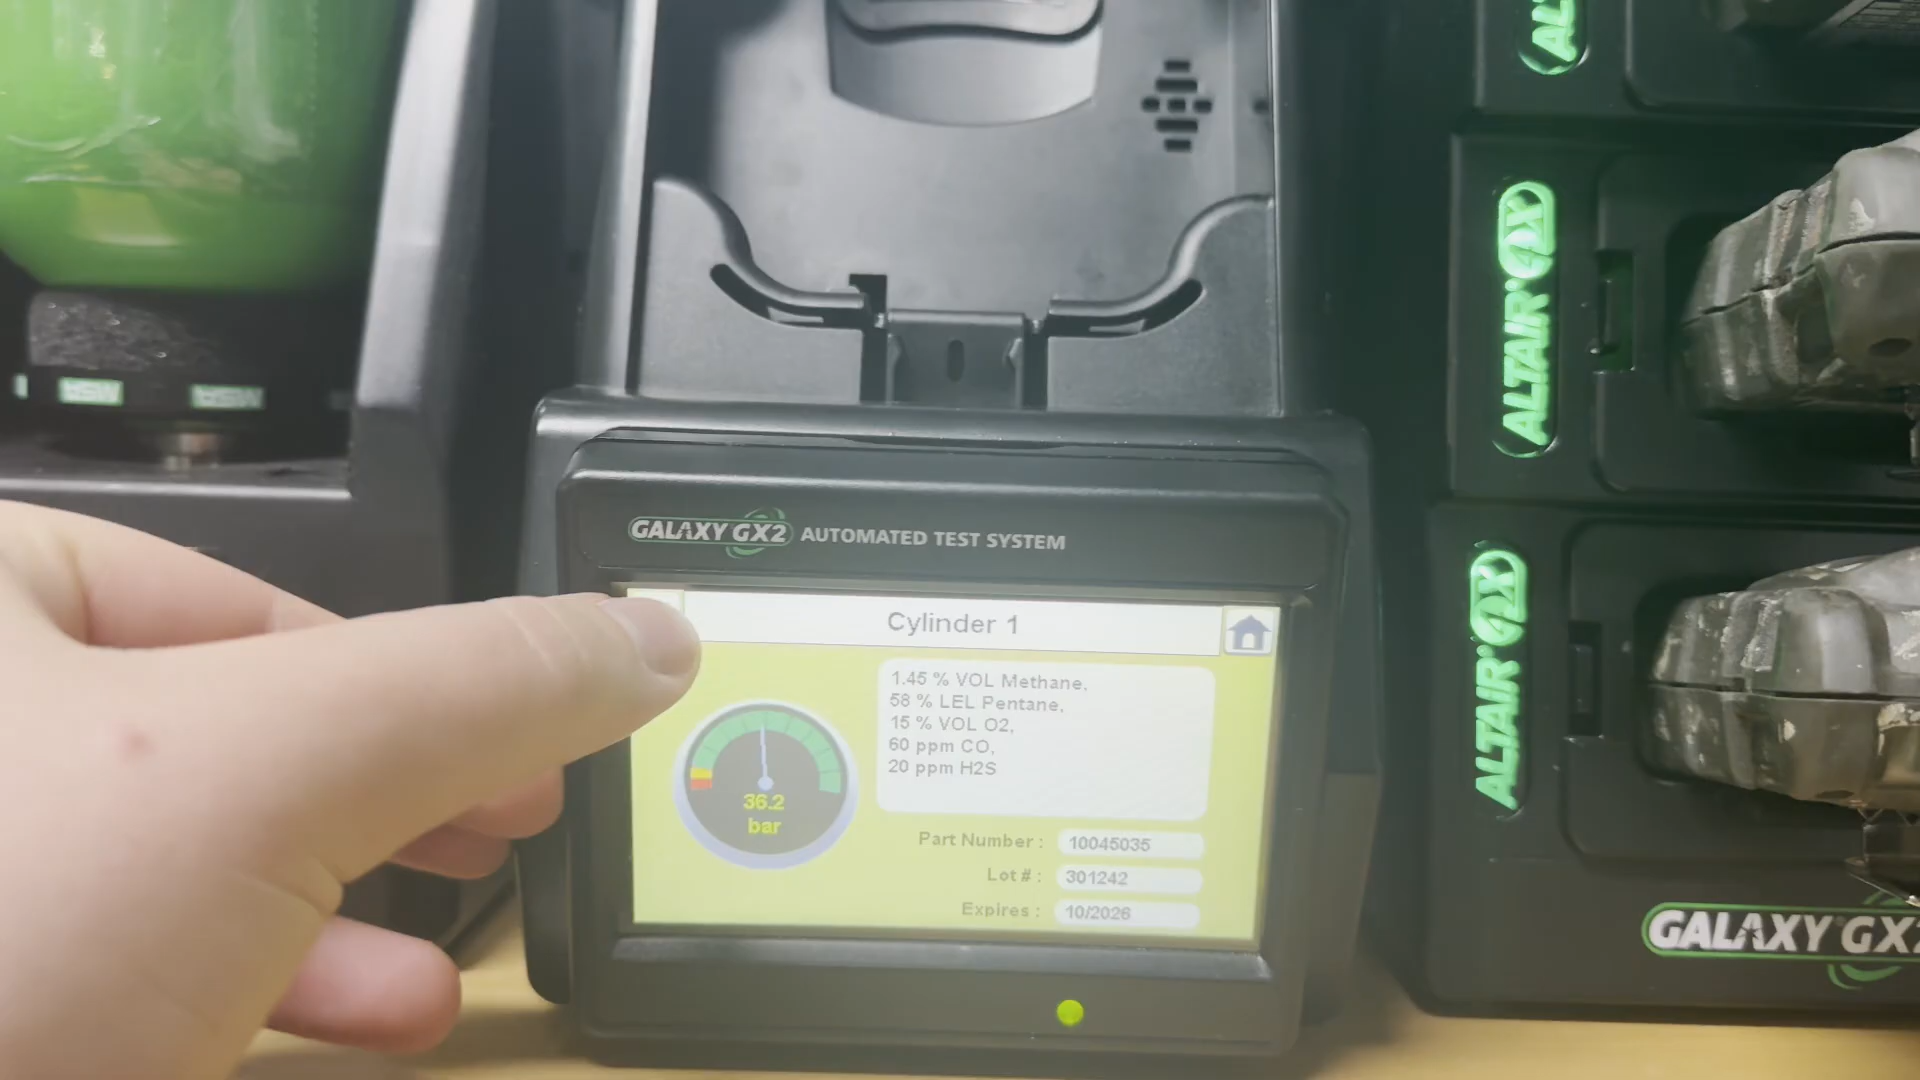 GALAXY GX2 AUTOMATED TEST SYSTEM
Cylinder 1
1.45 % VOL Methane,
58 % LEL Pentane,
15 % VOL O2,
60 ppm CO,
20 ppm H2S
36.2
bar
Part Number : 10045035
Lot # : 301242
Expires : 10/2026
ALTAIR 4X
ALTAIR 4X
GALAXY GX2